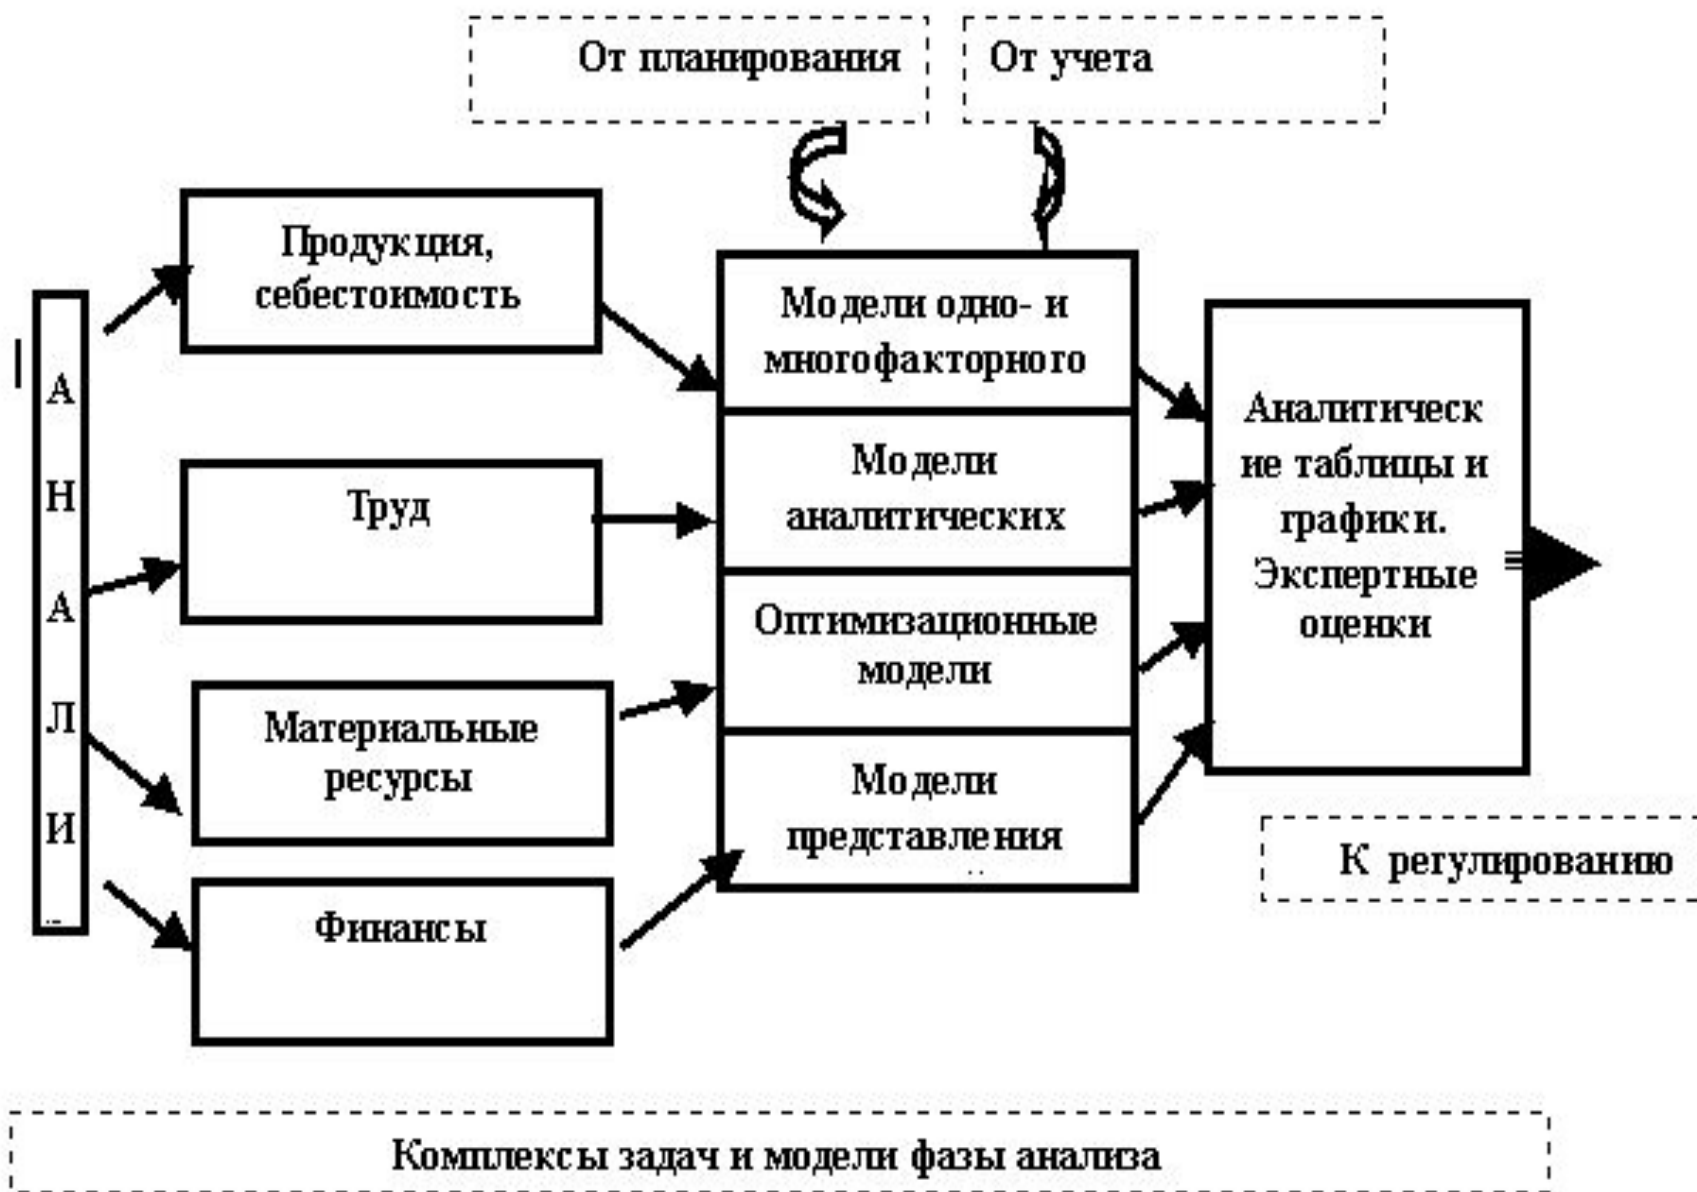 От планирования
От учета
А
Н
А
Л
И
Продукция,
себестоимость
Труд
Материальные
ресурсы
Финансы
Модели одно- и
многофакторного
Модели
аналитических
Оптимизационные
модели
Модели
представления
Аналитическ
ие таблицы и
графики.
Экспертные
оценки
К регулированию
Комплексы задач и модели фазы анализа